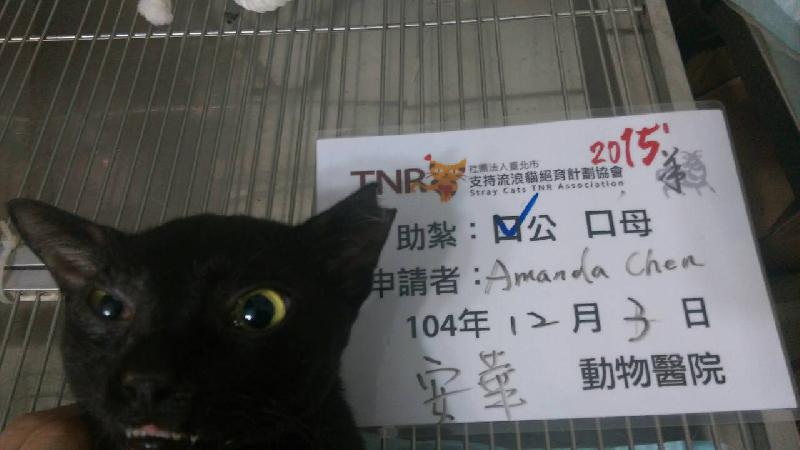 2015'
TNR 社團法人臺北市
支持流浪貓絕育計劃協會
Stray Cats TNR Association
助紮：☑公 口母
申請者：Amanda Chen
104年 12 月 3 日
安華 動物醫院